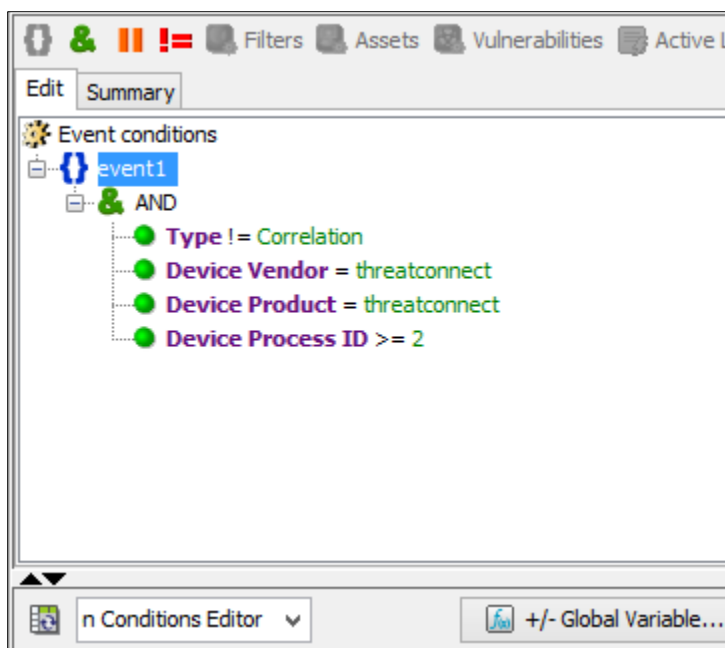 {} & || != Filters Assets Vulnerabilities Active L
Edit Summary
Event conditions
{} event1
& AND
Type != Correlation
Device Vendor = threatconnect
Device Product = threatconnect
Device Process ID >= 2
n Conditions Editor +/- Global Variable...